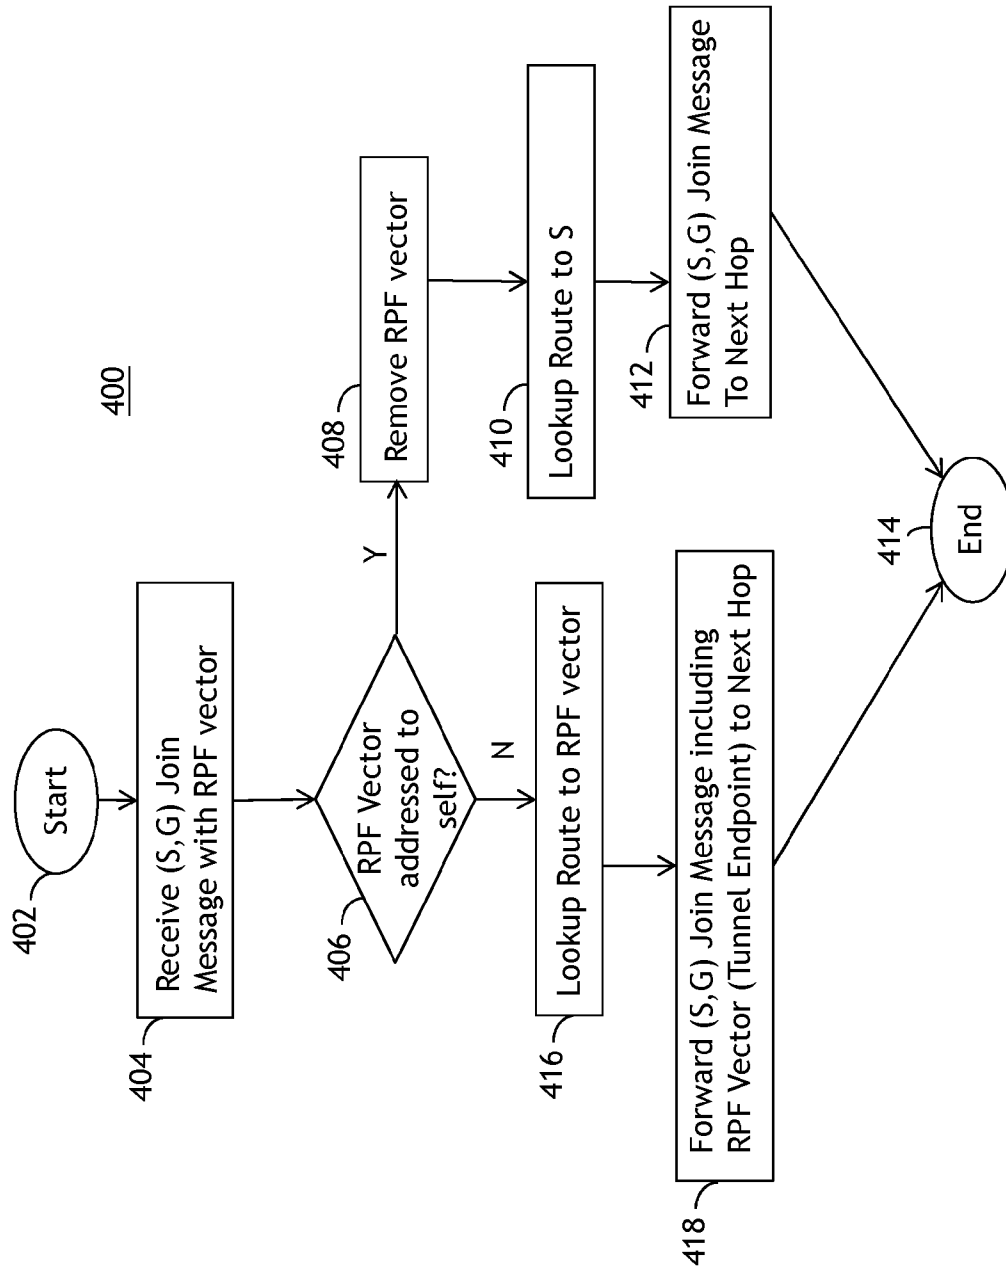 400
402
Start
404
Receive (S,G) Join
Message with RPF vector
406
RPF Vector
addressed to
self?
Y
N
408
Remove RPF vector
410
Lookup Route to S
412
Forward (S,G) Join Message
To Next Hop
416
Lookup Route to RPF vector
418
Forward (S,G) Join Message including
RPF Vector (Tunnel Endpoint) to Next Hop
414
End